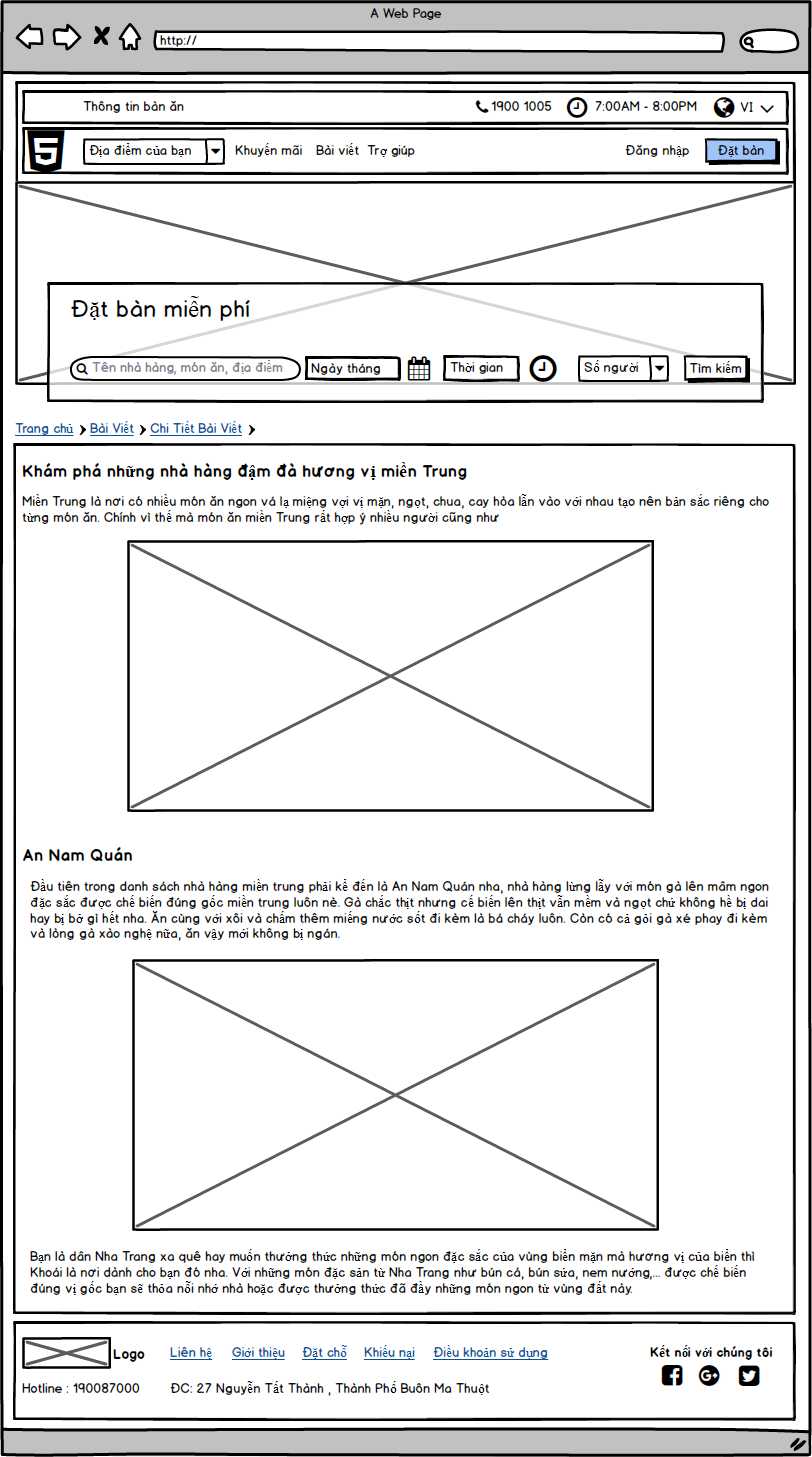 A Web Page
http://
Thông tin bàn ăn 1900 1005 7:00AM - 8:00PM VI
Địa điểm của bạn Khuyến mãi Bài viết Trợ giúp Đăng nhập Đặt bàn
Đặt bàn miễn phí
Tên nhà hàng, món ăn, địa điểm Ngày tháng Thời gian Số người Tìm kiếm
Trang chủ Bài Viết Chi Tiết Bài Viết
Khám phá những nhà hàng đậm đà hương vị miền Trung
Miền Trung là nơi có nhiều món ăn ngon vá lạ miệng vợi vị mặn, ngọt, chua, cay hòa lẫn vào với nhau tạo nên bản sắc riêng cho
từng món ăn. Chính vì thế mà món ăn miền Trung rất hợp ý nhiều người cũng như
An Nam Quán
Đầu tiên trong danh sách nhà hàng miền trung phải kể đến là An Nam Quán nha, nhà hàng lừng lẫy với món gà lên mâm ngon
đặc sắc được chế biến đúng gốc miền trung luôn nè. Gà chắc thịt nhưng cế biến lên thịt vẫn mềm và ngọt chứ không hề bị dai
hay bị bở gì hết nha. Ăn cùng với xôi và chấm thêm miếng nước sốt đi kèm là bá cháy luôn. Còn có cả gỏi gà xé phay đi kèm
và lòng gà xào nghệ nữa, ăn vậy mới không bị ngán.
Bạn là dân Nha Trang xa quê hay muốn thưởng thức những món ngon đặc sắc của vùng biển mặn mà hương vị của biển thì
Khoái là nơi dành cho bạn đó nha. Với những món đặc sản từ Nha Trang như bún cá, bún sứa, nem nướng,... được chế biến
đúng vị gốc bạn sẽ thỏa nỗi nhớ nhà hoặc được thưởng thức đã đầy những món ngon từ vùng đất này.
Logo Liên hệ Giới thiệu Đặt chỗ Khiếu nại Điều khoản sử dụng Kết nối với chúng tôi
Hotline : 190087000 ĐC: 27 Nguyễn Tất Thành , Thành Phố Buôn Ma Thuột